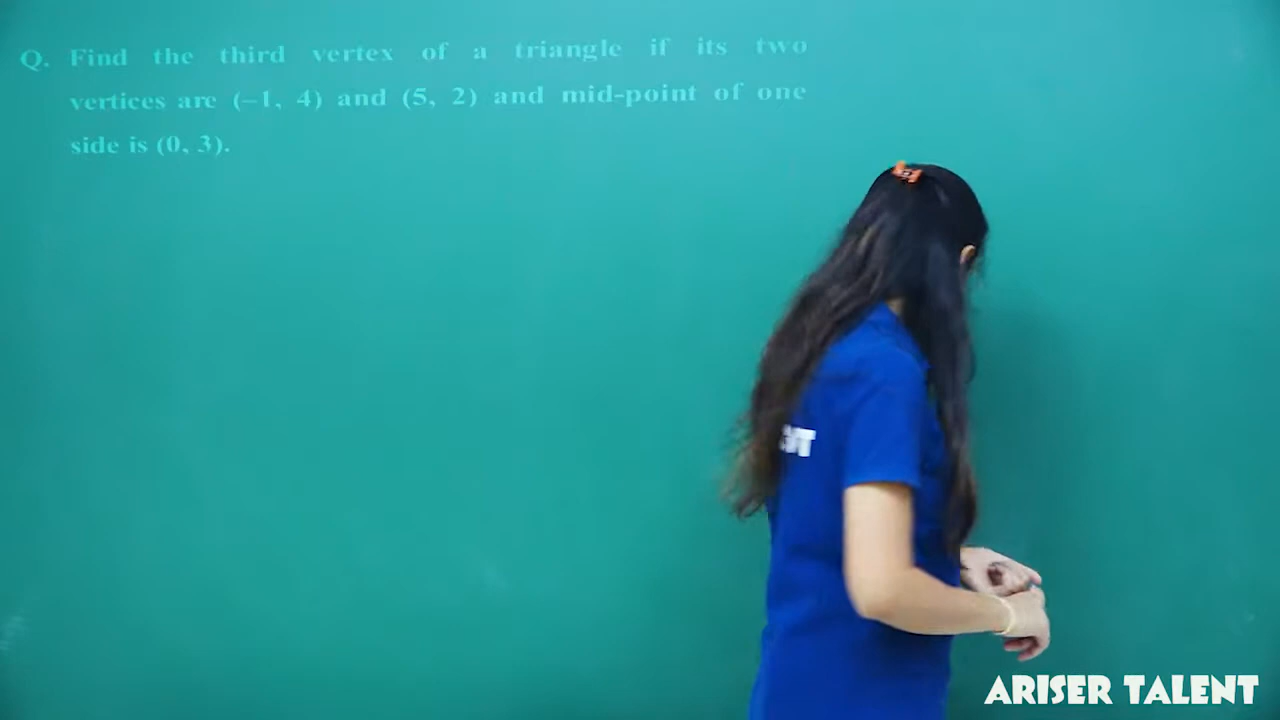 Q. Find the third vertex of a triangle if its two
vertices are (–1, 4) and (5, 2) and mid-point of one
side is (0, 3).
ARISER TALENT